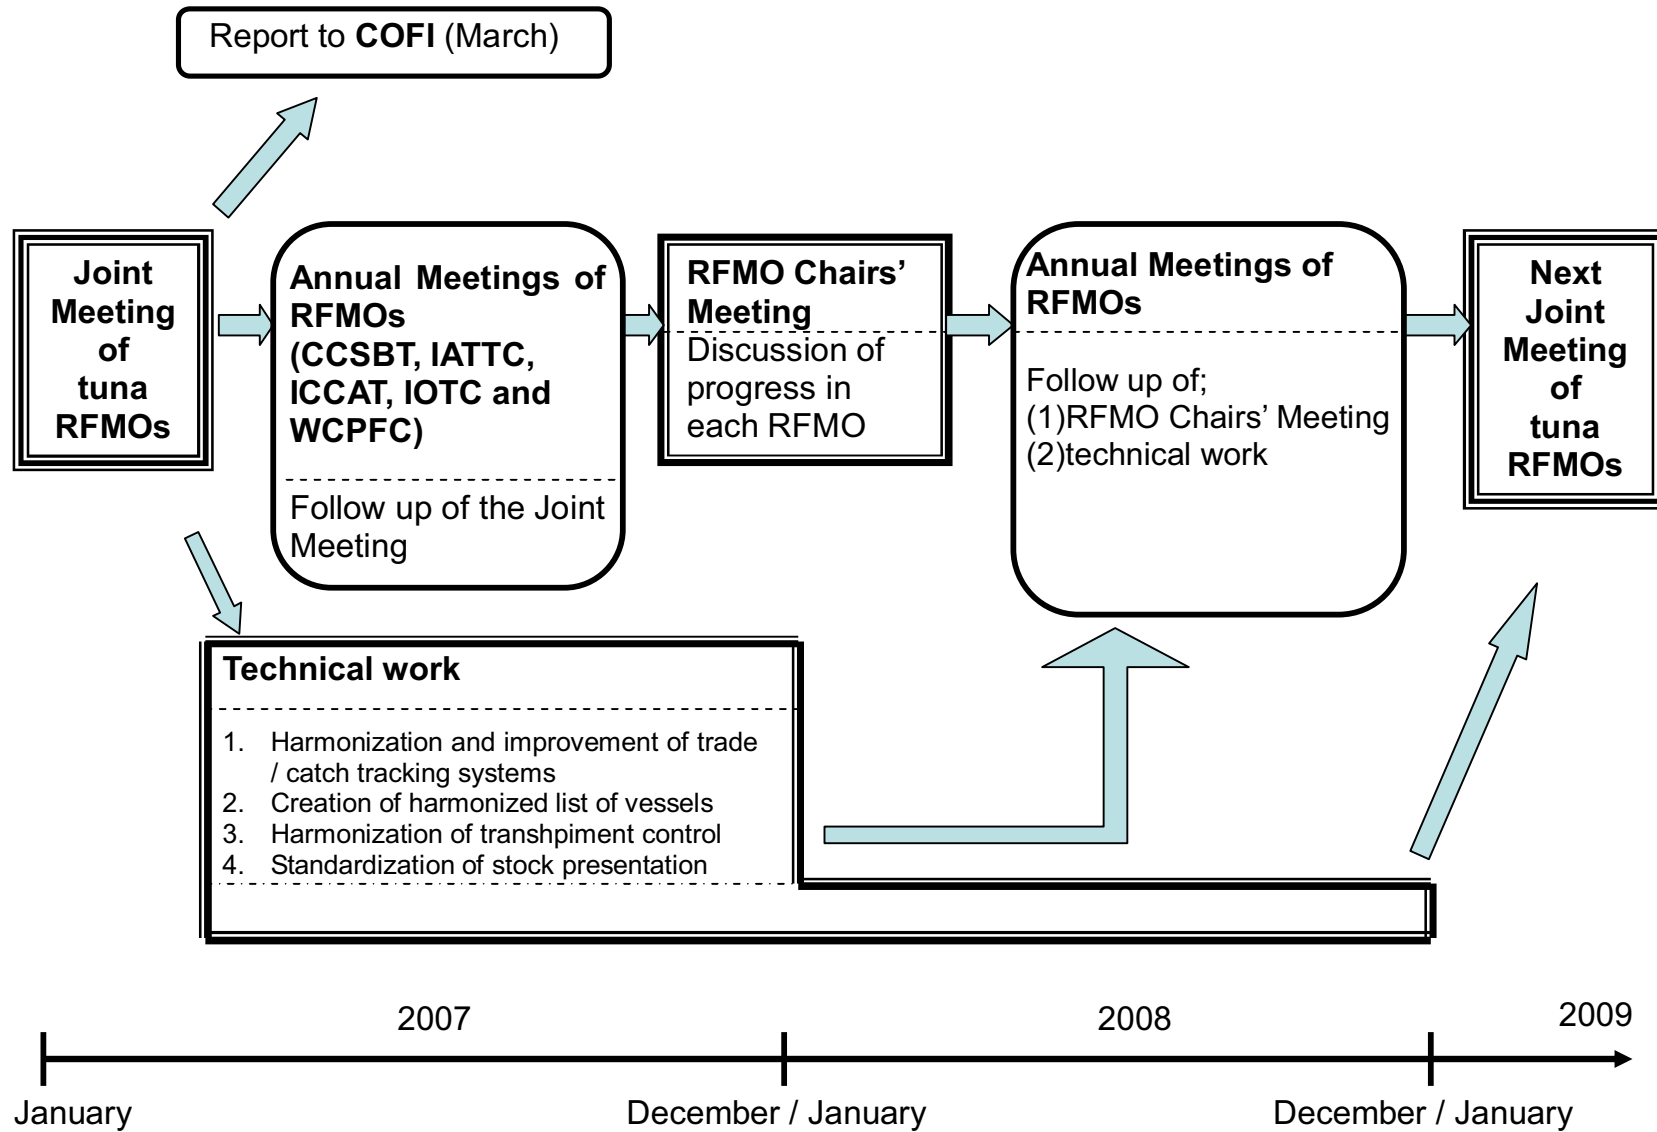 Report to COFI (March)
Joint
Meeting
of
tuna
RFMOs
Annual Meetings of
RFMOs
(CCSBT, IATTC,
ICCAT, IOTC and
WCPFC)
Follow up of the Joint
Meeting
RFMO Chairs’
Meeting
Discussion of
progress in
each RFMO
Annual Meetings of
RFMOs
Follow up of;
(1)RFMO Chairs’ Meeting
(2)technical work
Next
Joint
Meeting
of
tuna
RFMOs
Technical work
1. Harmonization and improvement of trade
/ catch tracking systems
2. Creation of harmonized list of vessels
3. Harmonization of transhpiment control
4. Standardization of stock presentation
2007
2008
2009
January
December / January
December / January